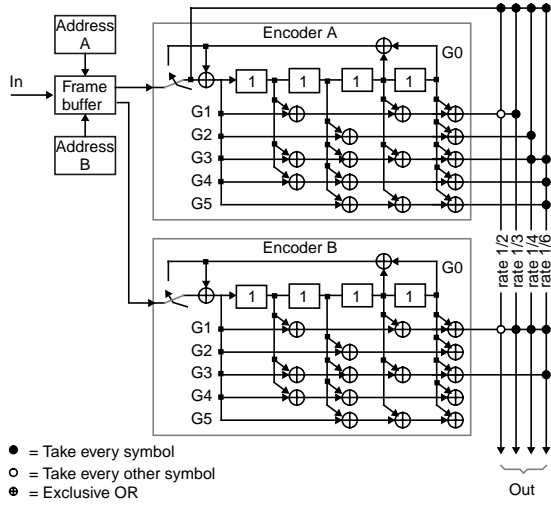 Address
A
In
Frame
buffer
Address
B
Encoder A
G0
1 1 1 1
G1
G2
G3
G4
G5
rate 1/2
rate 1/3
rate 1/4
rate 1/6
Encoder B
G0
1 1 1 1
G1
G2
G3
G4
G5
= Take every symbol
= Take every other symbol
= Exclusive OR
Out